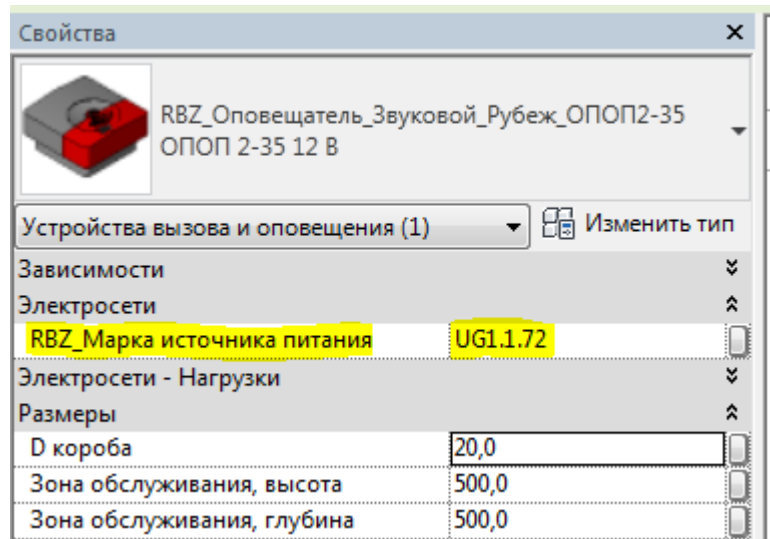 Свойства
RBZ_Оповещатель_Звуковой_Рубеж_ОПОП2-35
ОПОП 2-35 12 В
Устройства вызова и оповещения (1) Изменить тип
Зависимости
Электросети
RBZ_Марка источника питания UG1.1.72
Электросети - Нагрузки
Размеры
D короба 20,0
Зона обслуживания, высота 500,0
Зона обслуживания, глубина 500,0